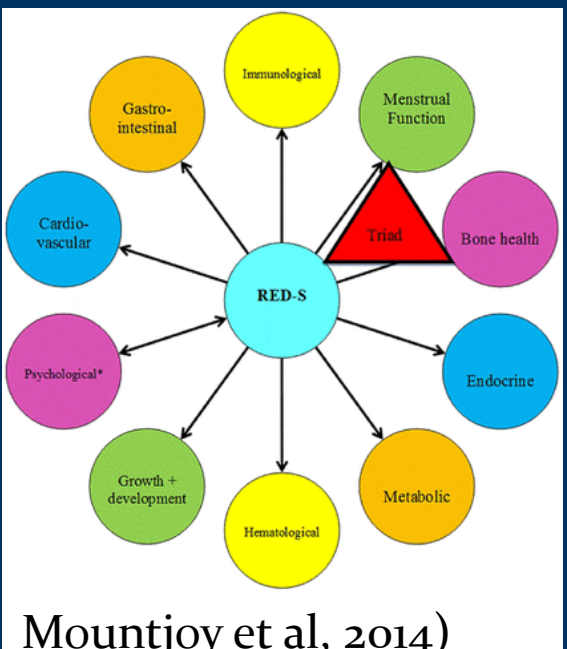 Immunological
Gastro-
intestinal
Menstrual
Function
Cardio-
vascular
Triad
Bone health
RED-S
Psychological*
Endocrine
Growth +
development
Metabolic
Hematological
Mountjoy et al, 2014)